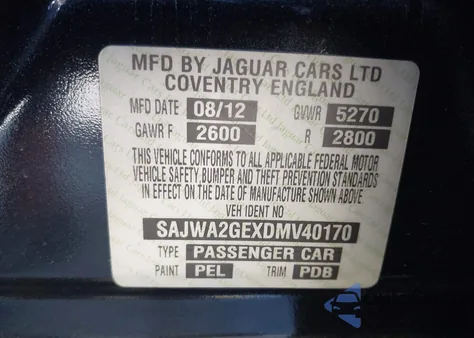 MFD BY JAGUAR CARS LTD
COVENTRY ENGLAND
MFD DATE 08/12 GVWR 5270
GAWR F 2600 R 2800
THIS VEHICLE CONFORMS TO ALL APPLICABLE FEDERAL MOTOR
VEHICLE SAFETY,BUMPER AND THEFT PREVENTION STANDARDS
IN EFFECT ON THE DATE OF MANUFACTURE SHOWN ABOVE.
VEH IDENT NO
SAJWA2GEXDMV40170
TYPE PASSENGER CAR
PAINT PEL TRIM PDB